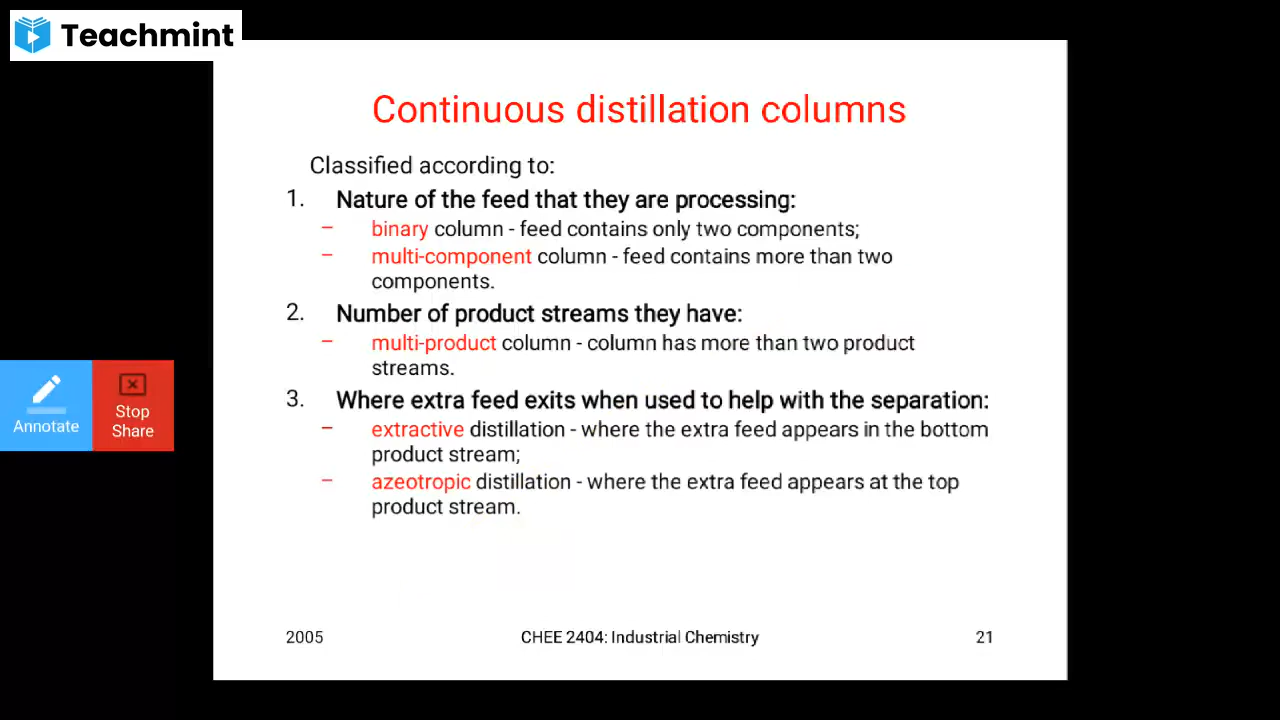 Teachmint
Continuous distillation columns
Classified according to:
1. Nature of the feed that they are processing:
– binary column - feed contains only two components;
– multi-component column - feed contains more than two
components.
2. Number of product streams they have:
– multi-product column - column has more than two product
streams.
3. Where extra feed exits when used to help with the separation:
– extractive distillation - where the extra feed appears in the bottom
product stream;
– azeotropic distillation - where the extra feed appears at the top
product stream.
Annotate
Stop
Share
2005 CHEE 2404: Industrial Chemistry 21